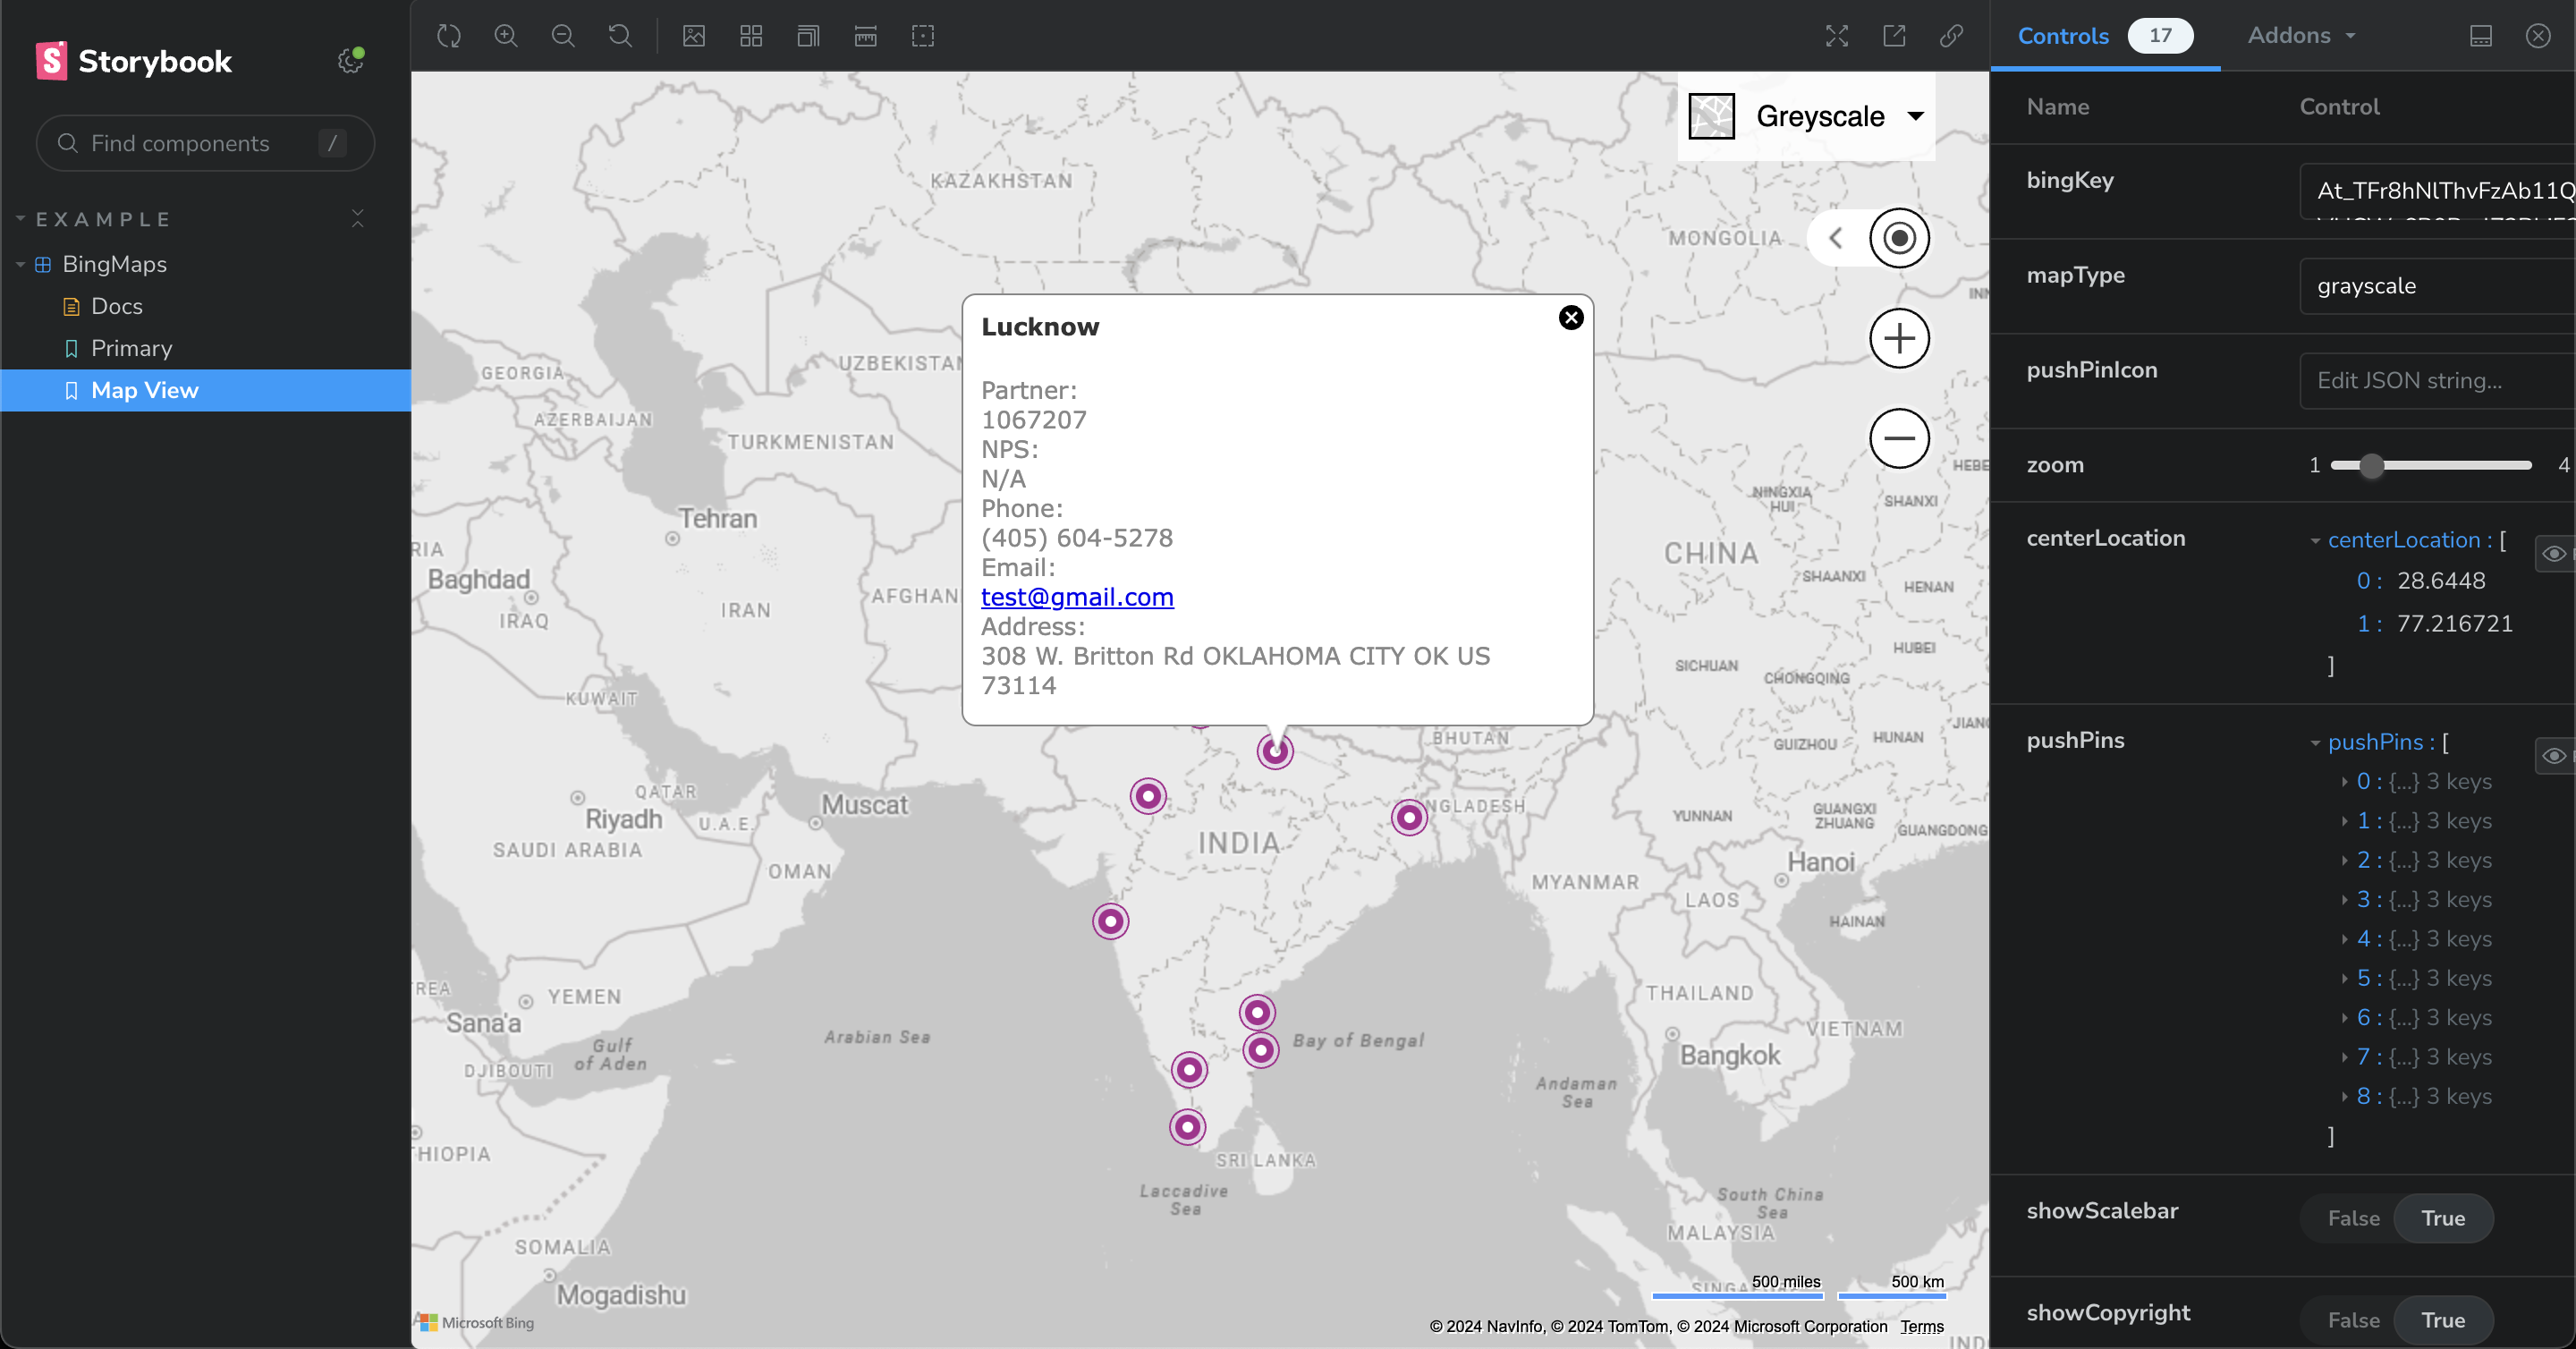 Storybook
Find components
/
EXAMPLE
BingMaps
Docs
Primary
Map View
Greyscale
KAZAKHSTAN
MONGOLIA
Lucknow
Partner:
1067207
NPS:
N/A
Phone:
(405) 604-5278
Email:
test@gmail.com
Address:
308 W. Britton Rd OKLAHOMA CITY OK US
73114
UZBEKISTAN
GEORGIA
AZERBAIJAN
TURKMENISTAN
NINGXIA
HUI
SHANXI
HEBE
Tehran
RIA
Baghdad
CHINA
SHAANXI
HENAN
IRAQ
IRAN
AFGHAN
HUBEI
SICHUAN
CHONGQING
KUWAIT
JIANG
BHUTAN
GUIZHOU
HUNAN
QATAR
Riyadh
U.A.E.
Muscat
NGLADESH
YUNNAN
GUANGXI
ZHUANG
GUANGDONG
INDIA
SAUDI ARABIA
OMAN
Hanoi
MYANMAR
LAOS
HAINAN
REA
YEMEN
THAILAND
Sana'a
Arabian Sea
Bay of Bengal
VIETNAM
Gulf
of Aden
DJIBOUTI
Bangkok
Andaman
Sea
THIOPIA
SRI LANKA
Laccadive
Sea
South China
Sea
MALAYSIA
SOMALIA
Mogadishu
SINGA
500 miles
500 km
Microsoft Bing
© 2024 NavInfo, © 2024 TomTom, © 2024 Microsoft Corporation Terms
Controls 17
Addons
Name
Control
bingKey
At_TFr8hNlThvFzAb11Q
mapType
grayscale
pushPinIcon
Edit JSON string...
zoom
1
4
centerLocation
centerLocation : [
0 : 28.6448
1 : 77.216721
]
pushPins
pushPins : [
0 : {...} 3 keys
1 : {...} 3 keys
2 : {...} 3 keys
3 : {...} 3 keys
4 : {...} 3 keys
5 : {...} 3 keys
6 : {...} 3 keys
7 : {...} 3 keys
8 : {...} 3 keys
]
showScalebar
False True
showCopyright
False True